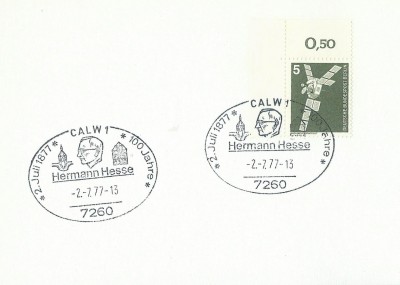 0,50
5
DEUTSCHE BUNDESPOST BERLIN
CALW 1
* 2. Juli 1877 * * 100 Jahre *
Hermann Hesse
-2.-7.77-13
7260
CALW 1
* 2. Juli 1877 * Jahre *
Hermann Hesse
-2.-7.77-13
7260